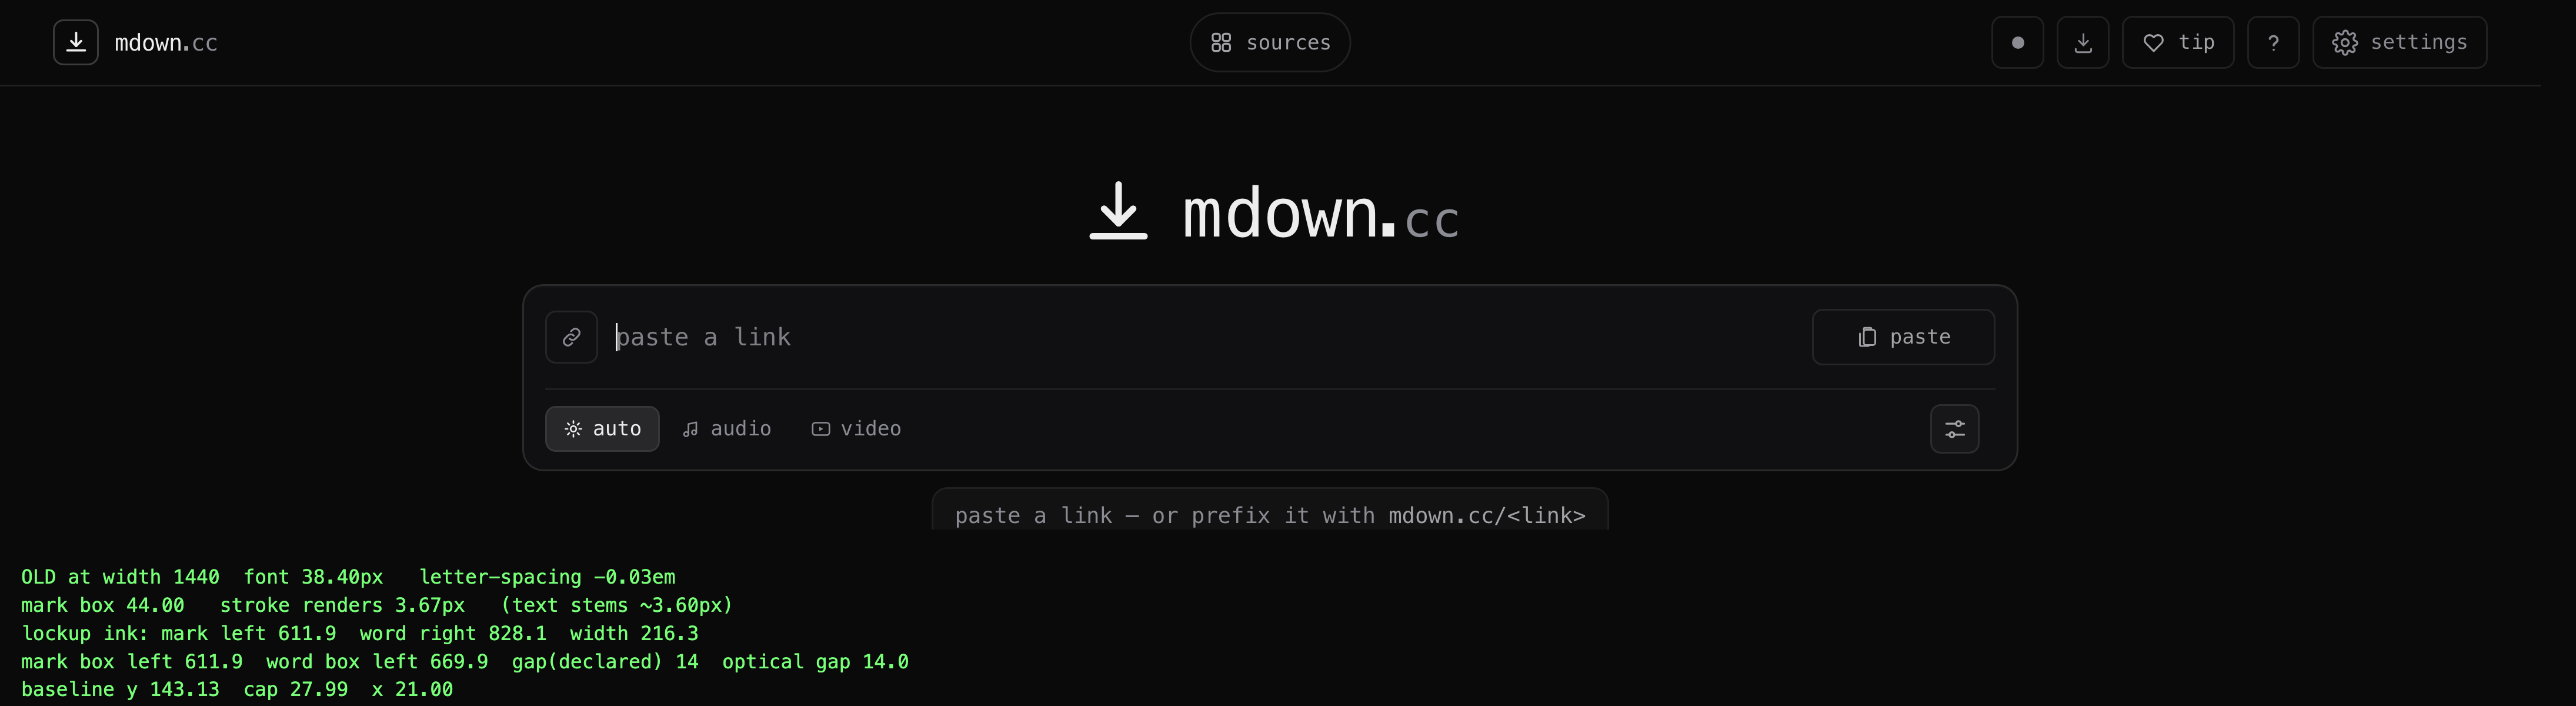 mdown.cc sources tip ? settings
mdown.cc
paste a link paste
auto audio video
paste a link — or prefix it with mdown.cc/<link>
OLD at width 1440 font 38.40px letter-spacing -0.03em
mark box 44.00 stroke renders 3.67px (text stems ~3.60px)
lockup ink: mark left 611.9 word right 828.1 width 216.3
mark box left 611.9 word box left 669.9 gap(declared) 14 optical gap 14.0
baseline y 143.13 cap 27.99 x 21.00